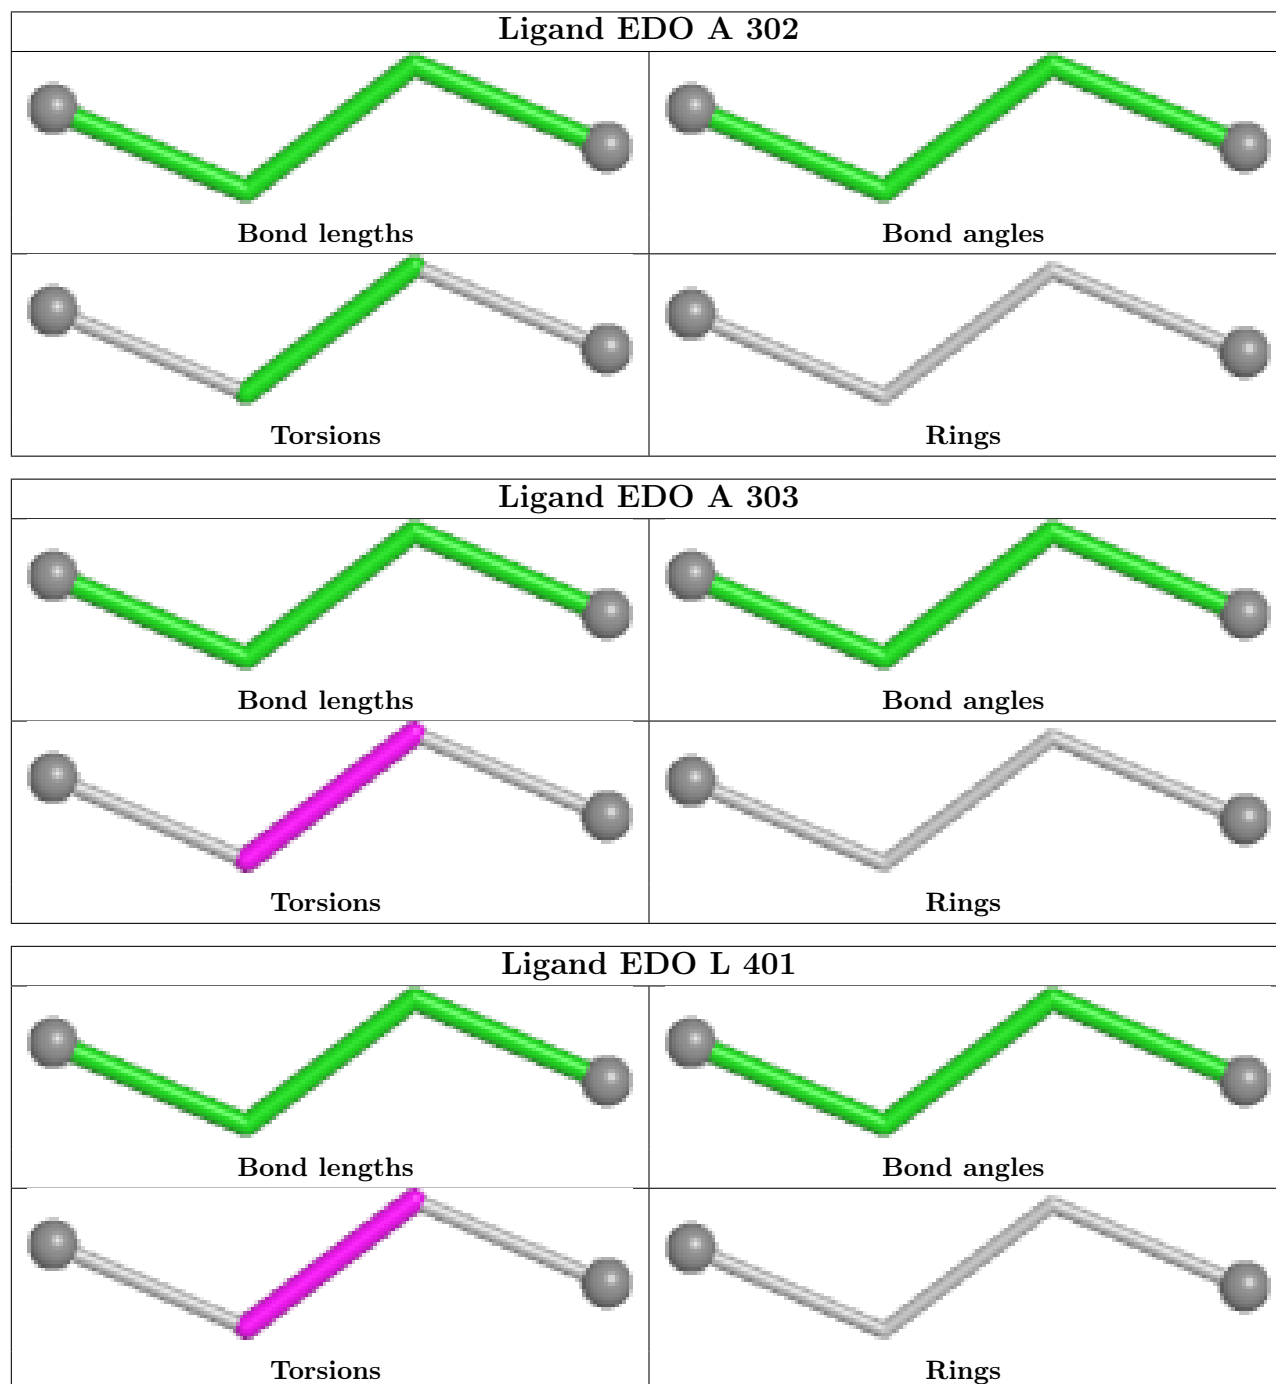 Ligand EDO A 302
Bond lengths
Bond angles
Torsions
Rings
Ligand EDO A 303
Bond lengths
Bond angles
Torsions
Rings
Ligand EDO L 401
Bond lengths
Bond angles
Torsions
Rings